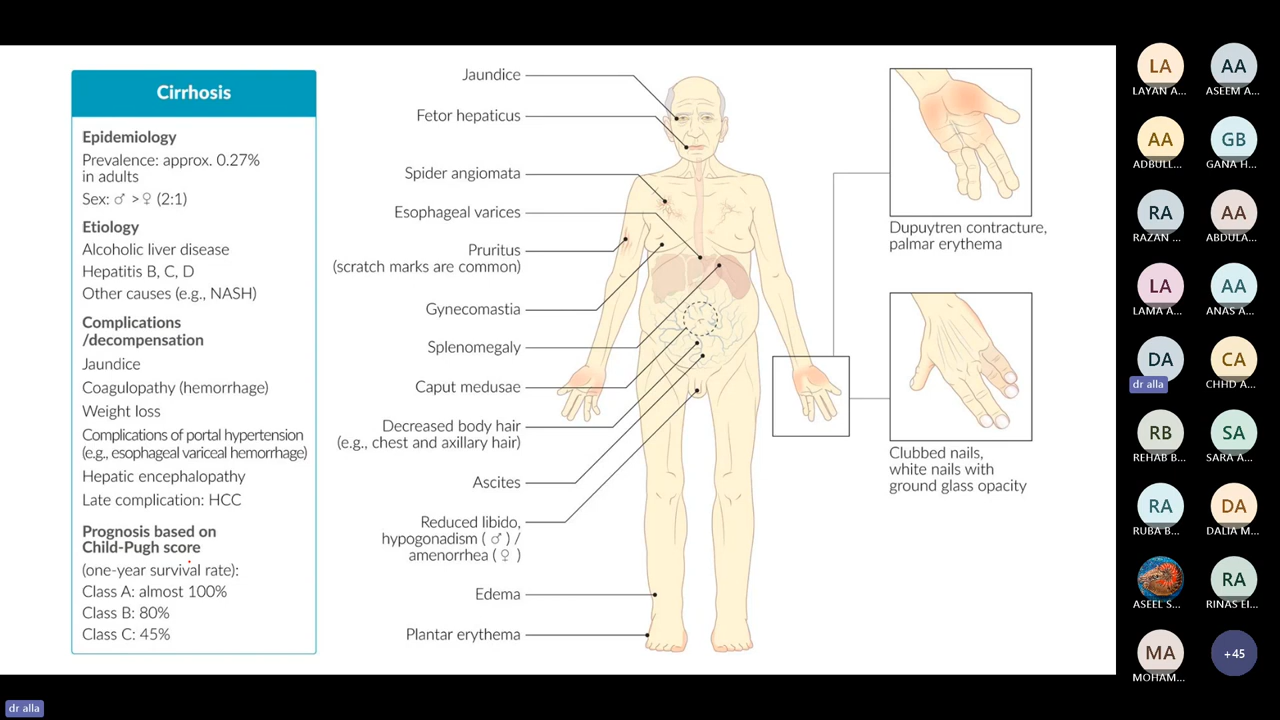 Cirrhosis
Epidemiology
Prevalence: approx. 0.27%
in adults
Sex: ♂ >♀ (2:1)
Etiology
Alcoholic liver disease
Hepatitis B, C, D
Other causes (e.g., NASH)
Complications
/decompensation
Jaundice
Coagulopathy (hemorrhage)
Weight loss
Complications of portal hypertension
(e.g., esophageal variceal hemorrhage)
Hepatic encephalopathy
Late complication: HCC
Prognosis based on
Child-Pugh score
(one-year survival rate):
Class A: almost 100%
Class B: 80%
Class C: 45%
Jaundice
Fetor hepaticus
Spider angiomata
Esophageal varices
Pruritus
(scratch marks are common)
Gynecomastia
Splenomegaly
Caput medusae
Decreased body hair
(e.g., chest and axillary hair)
Ascites
Reduced libido,
hypogonadism ( ♂ ) /
amenorrhea ( ♀ )
Edema
Plantar erythema
Dupuytren contracture,
palmar erythema
Clubbed nails,
white nails with
ground glass opacity
LA
AA
LAYAN A...
ASEEM A...
AA
GB
ADBULL...
GANA H...
RA
AA
RAZAN ...
ABDULA...
LA
AA
LAMA A...
ANAS A...
DA
CA
dr alla
CHHD A...
RB
SA
REHAB B...
SARA A...
RA
DA
RUBA B...
DALIA M...
RA
ASEEL S...
RINAS EI...
MA
+45
MOHAM...
dr alla